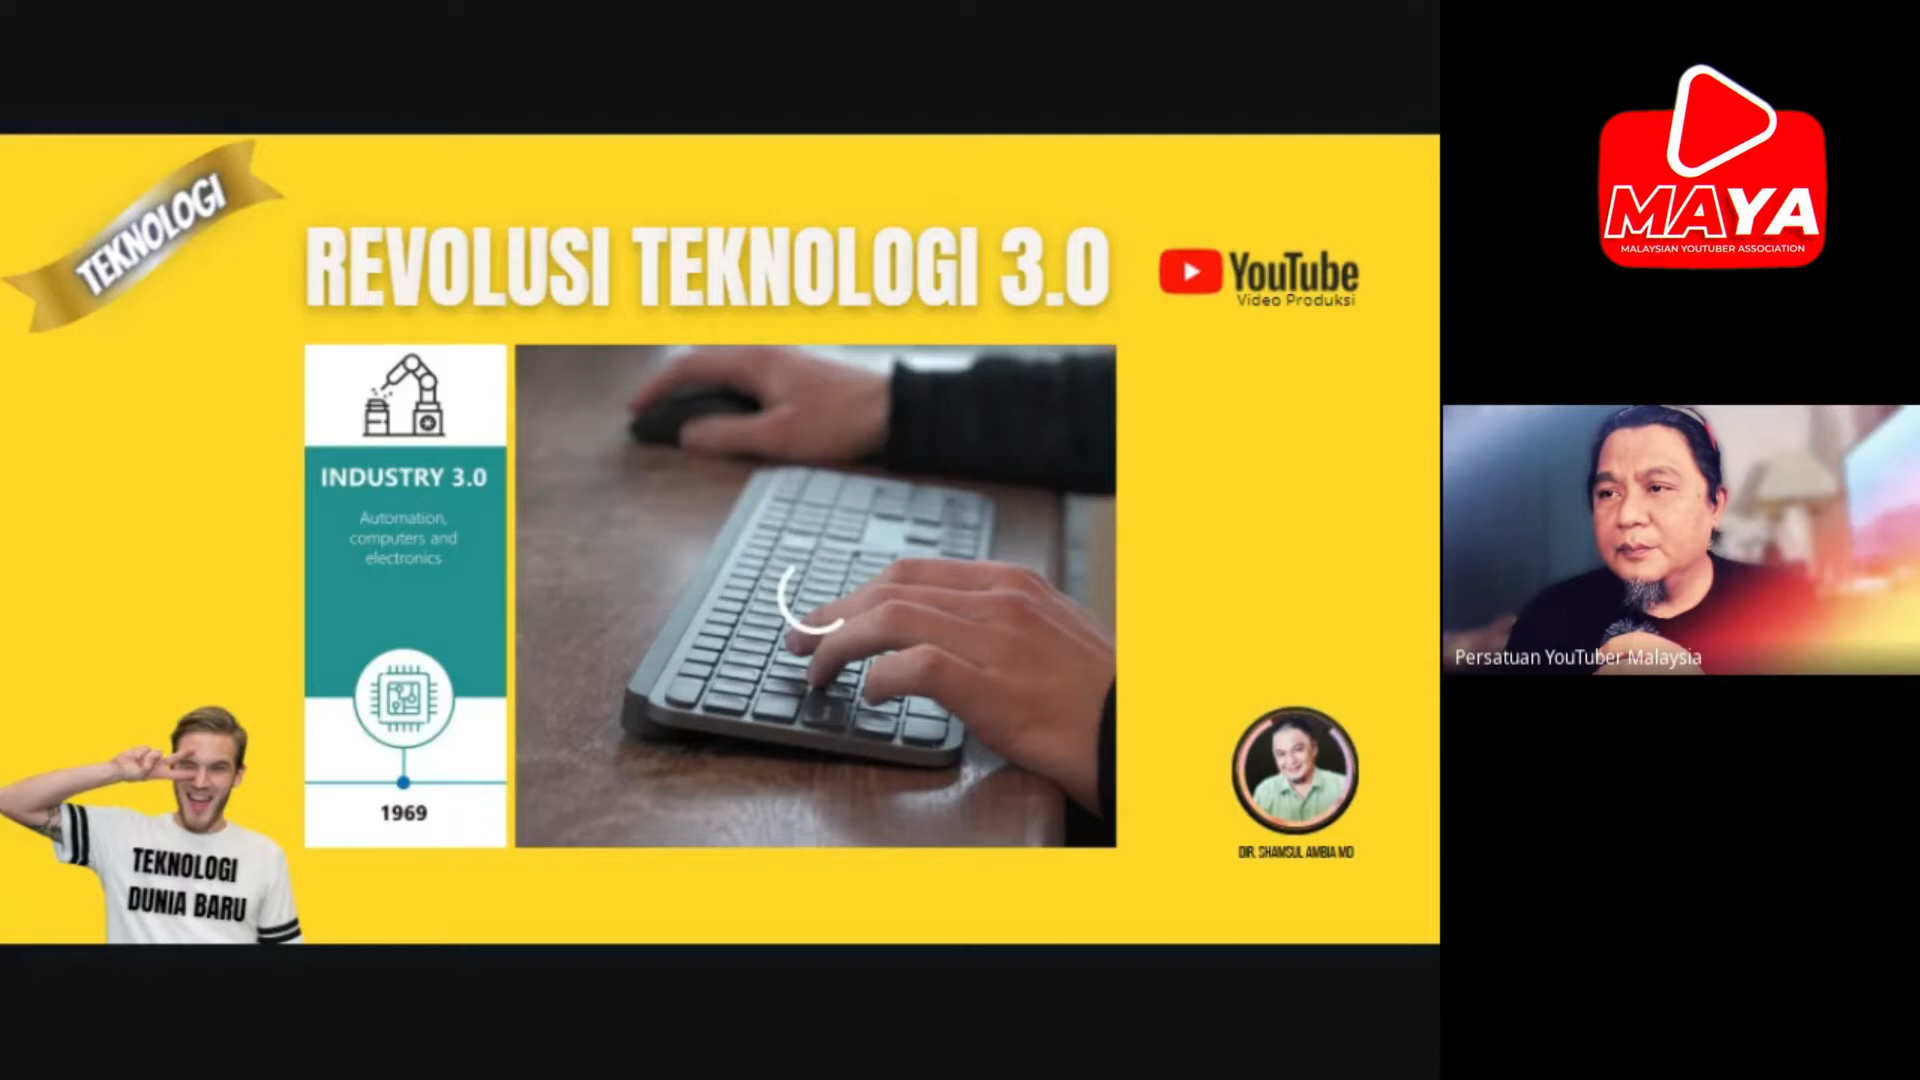 TEKNOLOGI
REVOLUSI TEKNOLOGI 3.0
YouTube
Video Produksi
INDUSTRY 3.0
Automation,
computers and
electronics
1969
TEKNOLOGI
DUNIA BARU
DIR. SHAMSUL AMBIA MD
MAYA
MALAYSIAN YOUTUBER ASSOCIATION
Persatuan YouTuber Malaysia